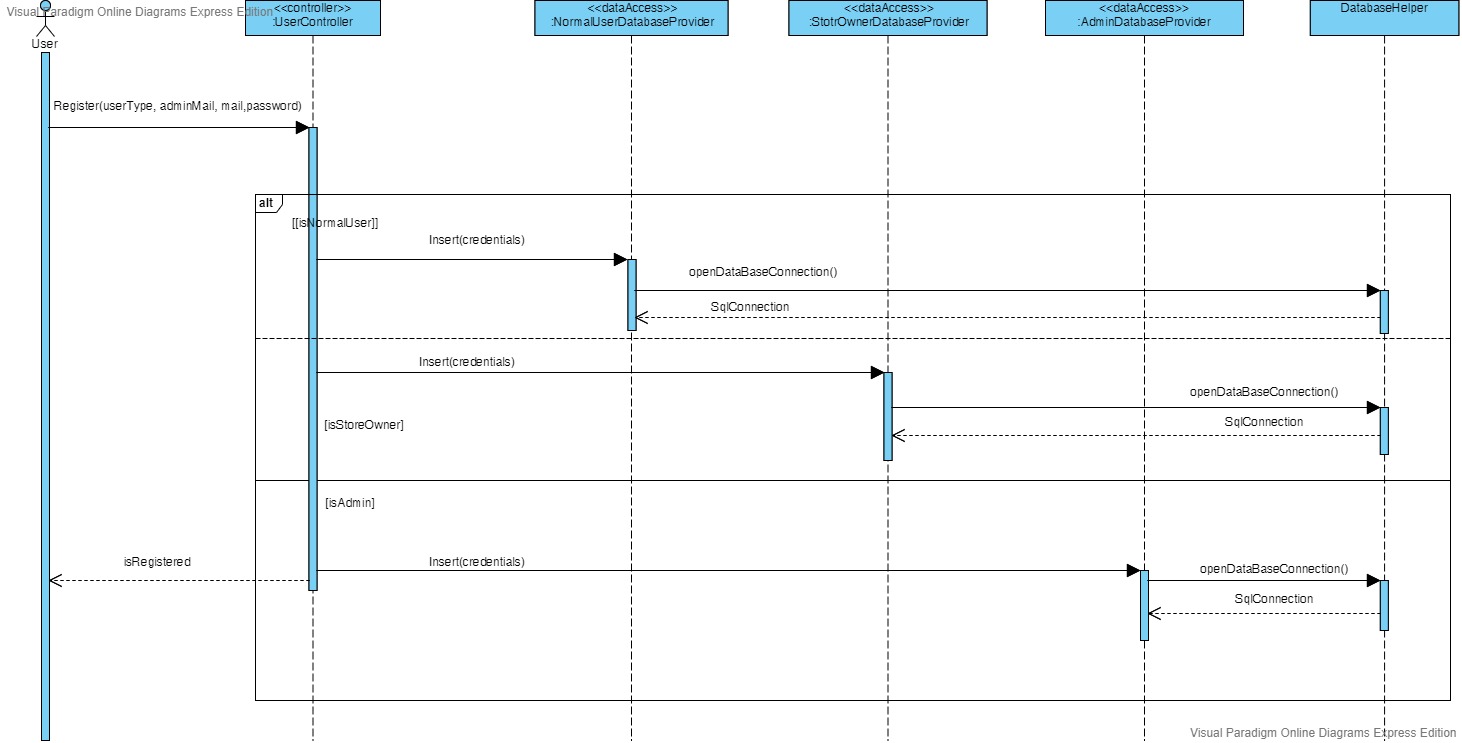 Visual Paradigm Online Diagrams Express Edition
<<controller>>
:UserController
<<dataAccess>>
:NormalUserDatabaseProvider
<<dataAccess>>
:StotrOwnerDatabaseProvider
<<dataAccess>>
:AdminDatabaseProvider
DatabaseHelper
User
Register(userType, adminMail, mail,password)
alt
[[isNormalUser]]
Insert(credentials)
openDataBaseConnection()
SqlConnection
Insert(credentials)
openDataBaseConnection()
SqlConnection
[isStoreOwner]
[isAdmin]
isRegistered
Insert(credentials)
openDataBaseConnection()
SqlConnection
Visual Paradigm Online Diagrams Express Edition